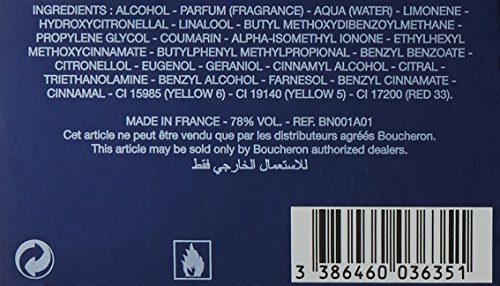 INGREDIENTS : ALCOHOL - PARFUM (FRAGRANCE) - AQUA (WATER) - LIMONENE -
HYDROXYCITRONELLAL - LINALOOL - BUTYL METHOXYDIBENZOYLMETHANE -
PROPYLENE GLYCOL - COUMARIN - ALPHA-ISOMETHYL IONONE - ETHYLHEXYL
METHOXYCINNAMATE - BUTYLPHENYL METHYLPROPIONAL - BENZYL BENZOATE -
CITRONELLOL - EUGENOL - GERANIOL - CINNAMYL ALCOHOL - CITRAL -
TRIETHANOLAMINE - BENZYL ALCOHOL - FARNESOL - BENZYL CINNAMATE -
CINNAMAL - CI 15985 (YELLOW 6) - CI 19140 (YELLOW 5) - CI 17200 (RED 33).
MADE IN FRANCE - 78% VOL. - REF. BN001A01
Cet article ne peut être vendu que par les distributeurs agréés Boucheron.
This article may be sold only by Boucheron authorized dealers.
للاستعمال الخارجي فقط
3 386460 036351